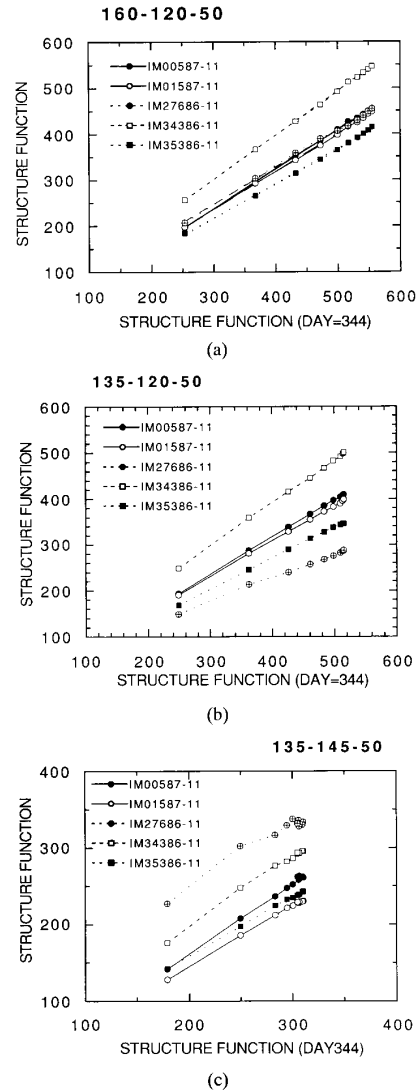 160-120-50
600
500
400
300
200
100
STRUCTURE FUNCTION
IM00587-11
IM01587-11
IM27686-11
IM34386-11
IM35386-11
100 200 300 400 500 600
STRUCTURE FUNCTION (DAY=344)
(a)
135-120-50
600
500
400
300
200
100
STRUCTURE FUNCTION
IM00587-11
IM01587-11
IM27686-11
IM34386-11
IM35386-11
100 200 300 400 500 600
STRUCTURE FUNCTION (DAY=344)
(b)
135-145-50
400
300
200
100
STRUCTURE FUNCTION
IM00587-11
IM01587-11
IM27686-11
IM34386-11
IM35386-11
100 200 300 400
STRUCTURE FUNCTION (DAY344)
(c)